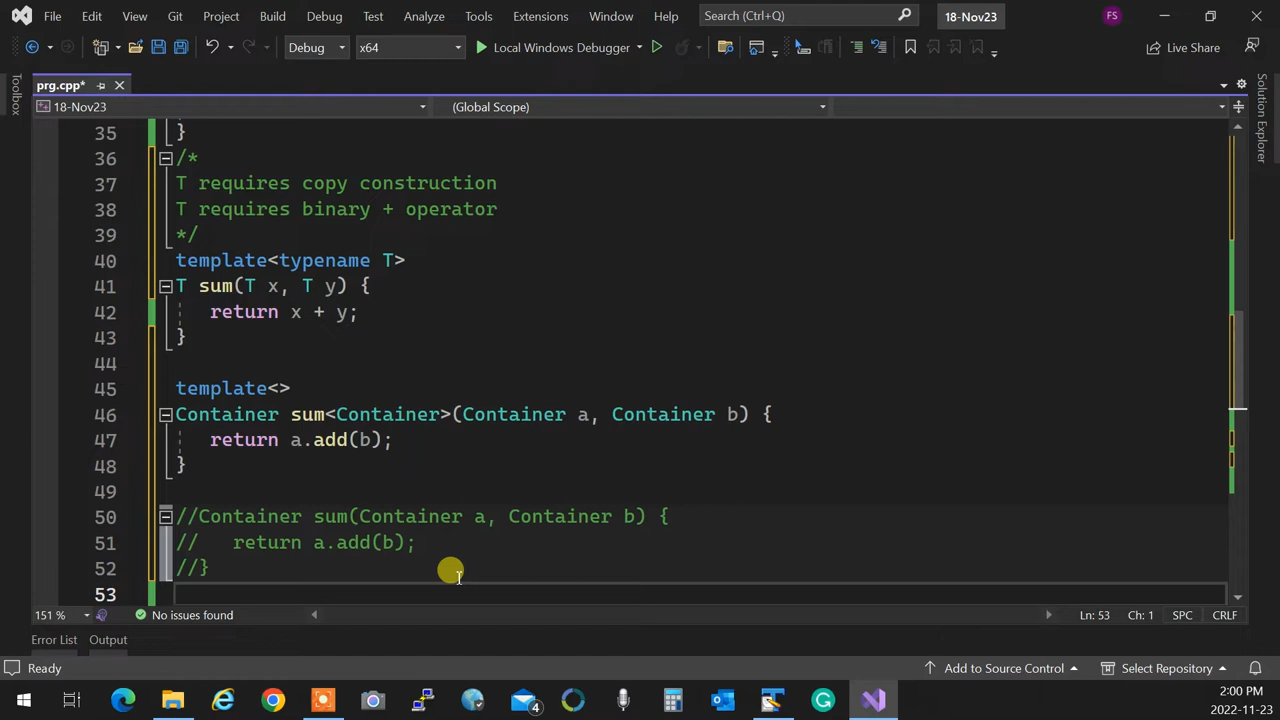 File Edit View Git Project Build Debug Test Analyze Tools Extensions Window Help Search (Ctrl+Q) 18-Nov23 FS
Debug x64 Local Windows Debugger Live Share
prg.cpp*
18-Nov23 (Global Scope)
Toolbox
Solution Explorer
35 }
36 /*
37 T requires copy construction
38 T requires binary + operator
39 */
40 template<typename T>
41 T sum(T x, T y) {
42 return x + y;
43 }
44
45 template<>
46 Container sum<Container>(Container a, Container b) {
47 return a.add(b);
48 }
49
50 //Container sum(Container a, Container b) {
51 // return a.add(b);
52 //}
53
151 % No issues found Ln: 53 Ch: 1 SPC CRLF
Error List Output
Ready Add to Source Control Select Repository
4
2:00 PM
2022-11-23